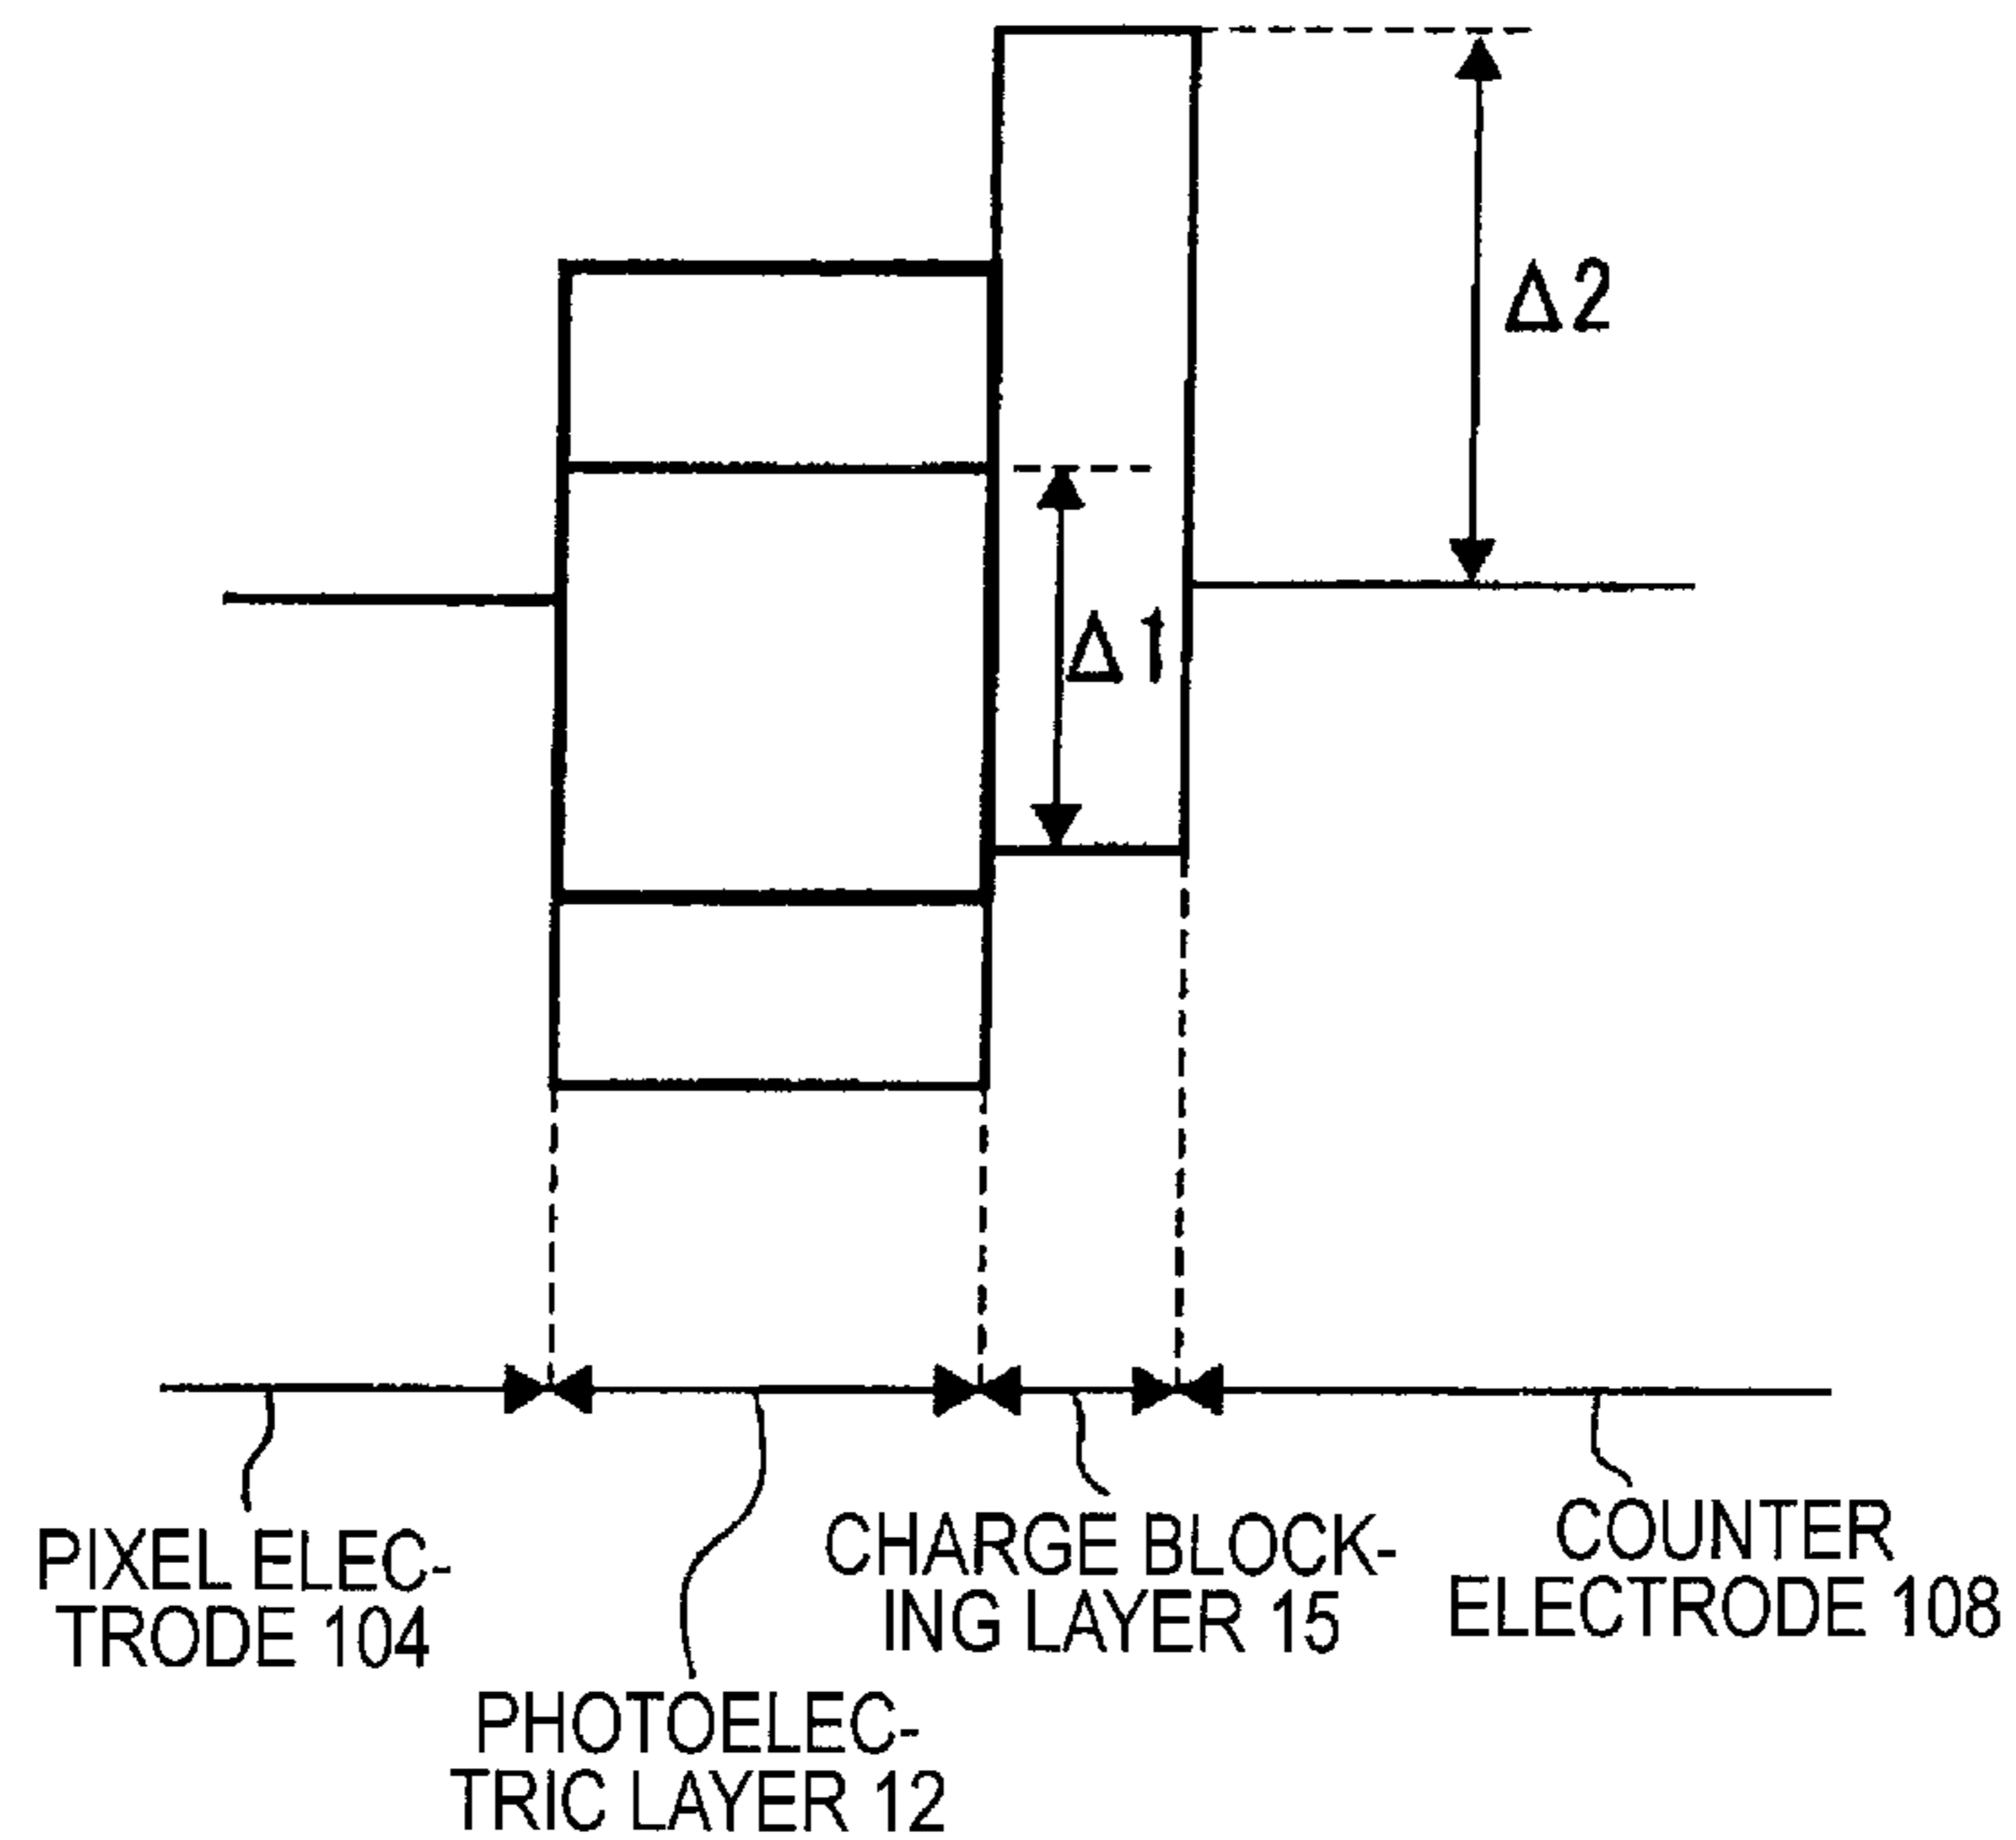 Δ2
Δ1
PIXEL ELEC-
TRODE 104
PHOTOELEC-
TRIC LAYER 12
CHARGE BLOCK-
ING LAYER 15
COUNTER
ELECTRODE 108